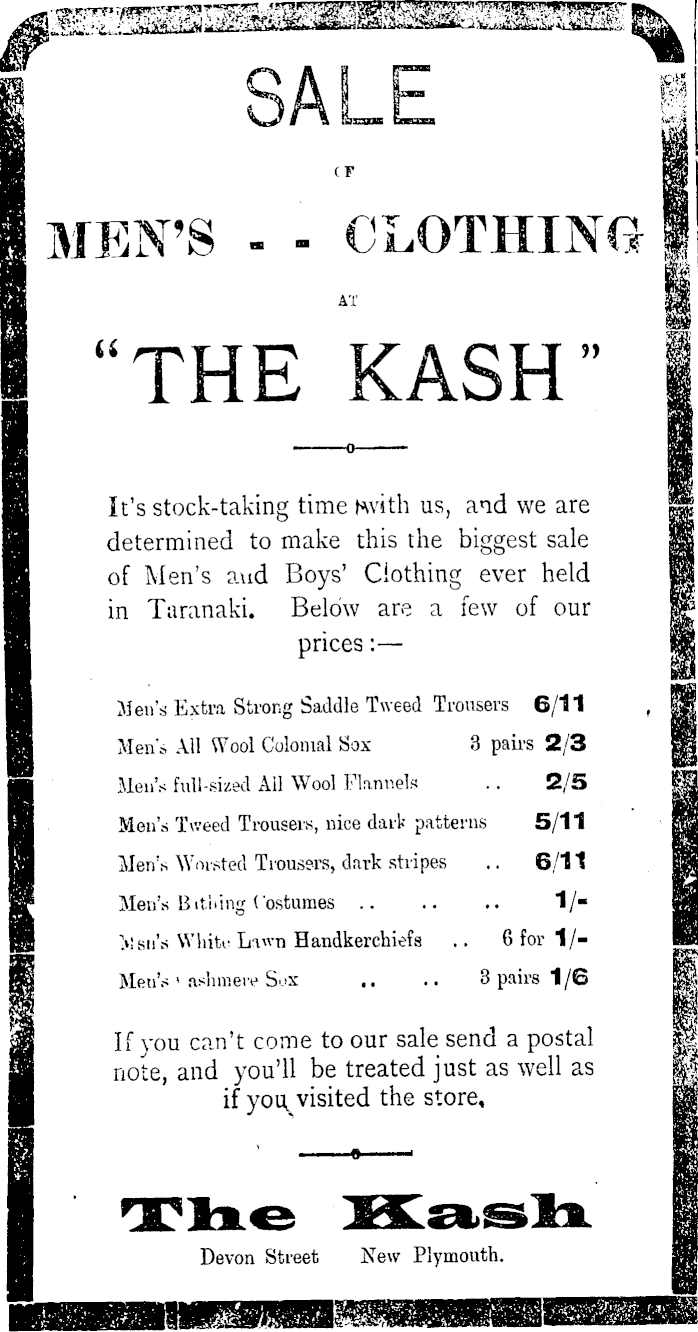 SALE
OF
MEN'S - - CLOTHING
AT
"THE KASH"
It's stock-taking time with us, and we are
determined to make this the biggest sale
of Men's and Boys' Clothing ever held
in Taranaki. Below are a few of our
prices :—
Men's Extra Strong Saddle Tweed Trousers 6/11
Men's All Wool Colonial Sox 3 pairs 2/3
Men's full-sized All Wool Flannels .. 2/5
Men's Tweed Trousers, nice dark patterns 5/11
Men's Worsted Trousers, dark stripes .. 6/11
Men's Bathing Costumes .. .. .. 1/-
Men's White Lawn Handkerchiefs .. 6 for 1/-
Men's Cashmere Sox .. .. 3 pairs 1/6
If you can't come to our sale send a postal
note, and you'll be treated just as well as
if you visited the store.
The Kash
Devon Street New Plymouth.